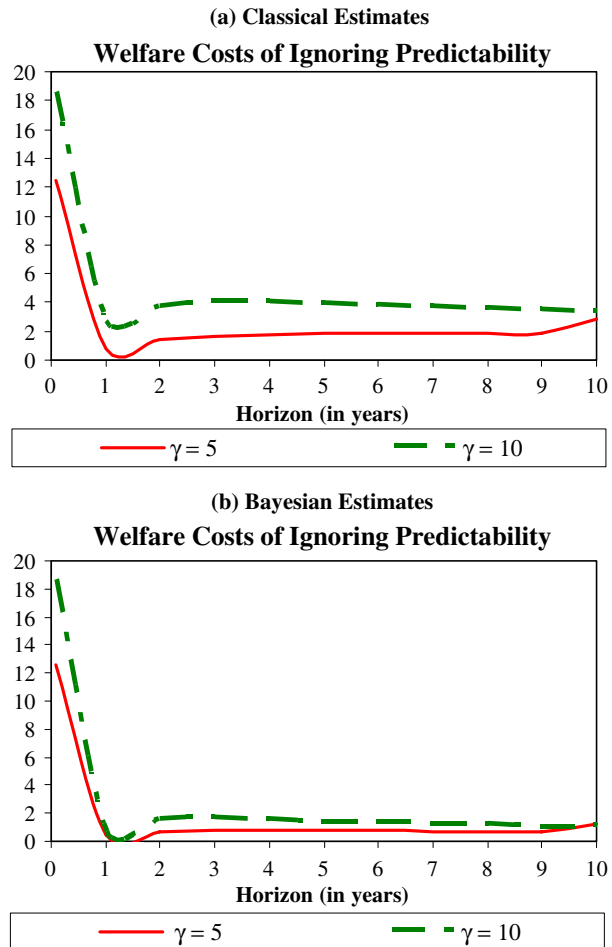 (a) Classical Estimates
Welfare Costs of Ignoring Predictability
20
18
16
14
12
10
8
6
4
2
0
0 1 2 3 4 5 6 7 8 9 10
Horizon (in years)
γ = 5 γ = 10
(b) Bayesian Estimates
Welfare Costs of Ignoring Predictability
20
18
16
14
12
10
8
6
4
2
0
0 1 2 3 4 5 6 7 8 9 10
Horizon (in years)
γ = 5 γ = 10